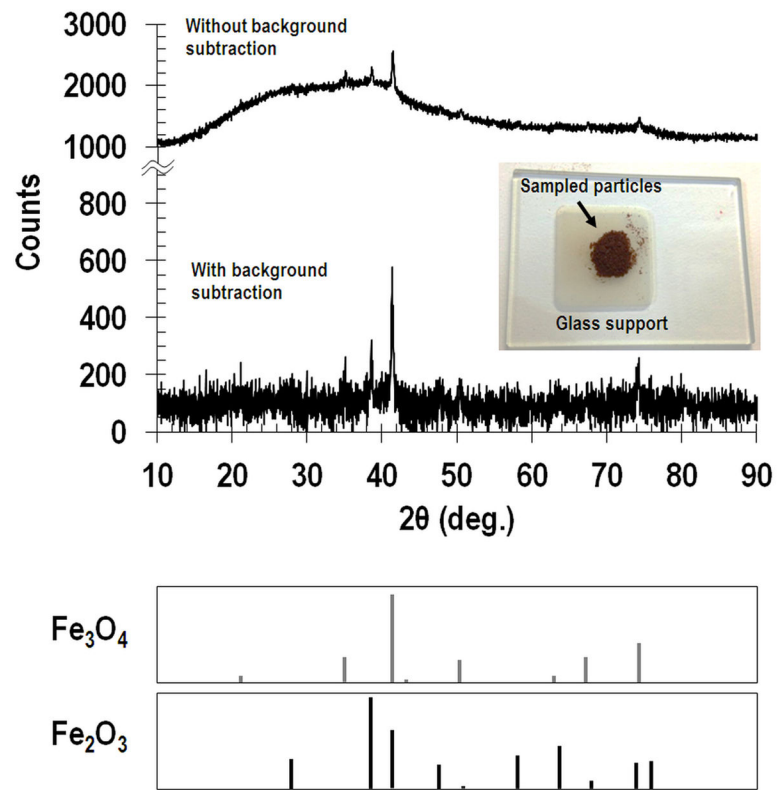 3000
Without background
subtraction
2000
1000
Counts
800
600
400
200
0
With background
subtraction
Sampled particles
Glass support
10 20 30 40 50 60 70 80 90
2θ (deg.)
Fe₃O₄
Fe₂O₃